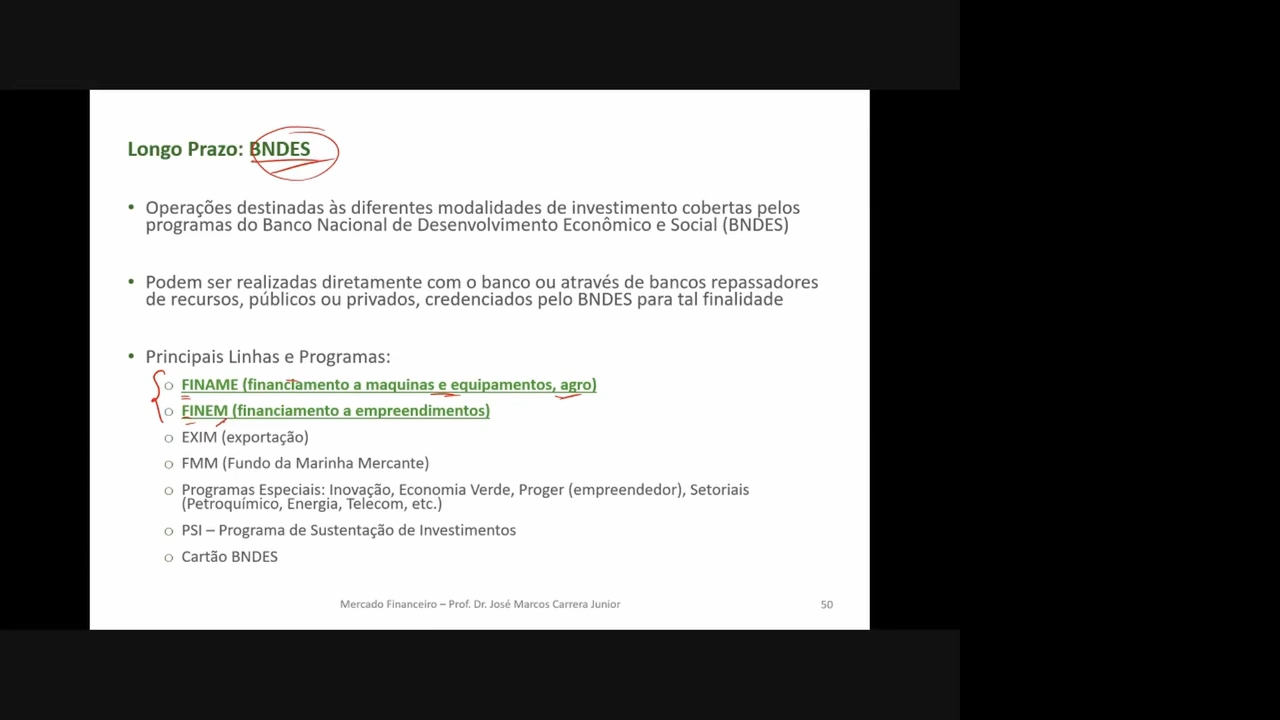 Longo Prazo: BNDES
• Operações destinadas às diferentes modalidades de investimento cobertas pelos
programas do Banco Nacional de Desenvolvimento Econômico e Social (BNDES)
• Podem ser realizadas diretamente com o banco ou através de bancos repassadores
de recursos, públicos ou privados, credenciados pelo BNDES para tal finalidade
• Principais Linhas e Programas:
○ FINAME (financiamento a maquinas e equipamentos, agro)
○ FINEM (financiamento a empreendimentos)
○ EXIM (exportação)
○ FMM (Fundo da Marinha Mercante)
○ Programas Especiais: Inovação, Economia Verde, Proger (empreendedor), Setoriais
(Petroquímico, Energia, Telecom, etc.)
○ PSI – Programa de Sustentação de Investimentos
○ Cartão BNDES
Mercado Financeiro – Prof. Dr. José Marcos Carrera Junior
50